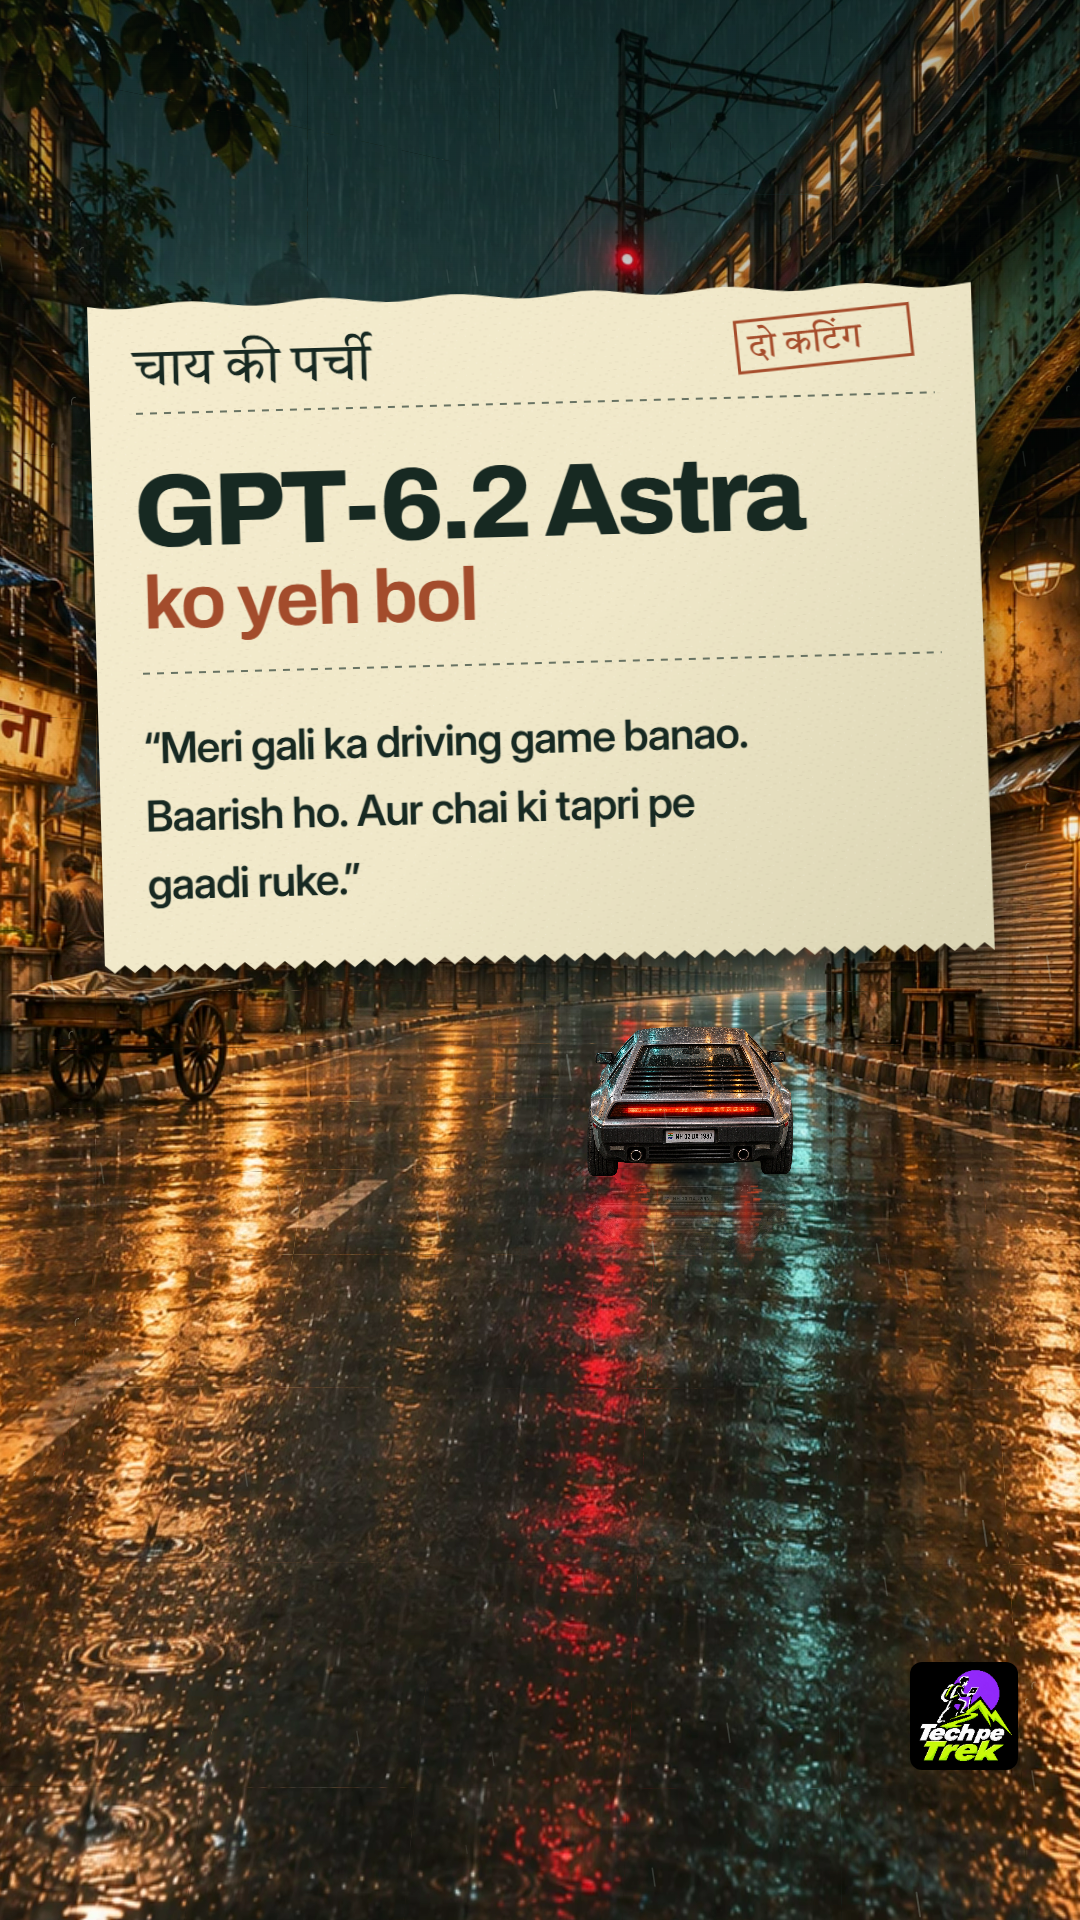 चाय की पर्ची
दो कटिंग
GPT-6.2 Astra
ko yeh bol
“Meri gali ka driving game banao.
Baarish ho. Aur chai ki tapri pe
gaadi ruke.”
ना
Techpe
Trek